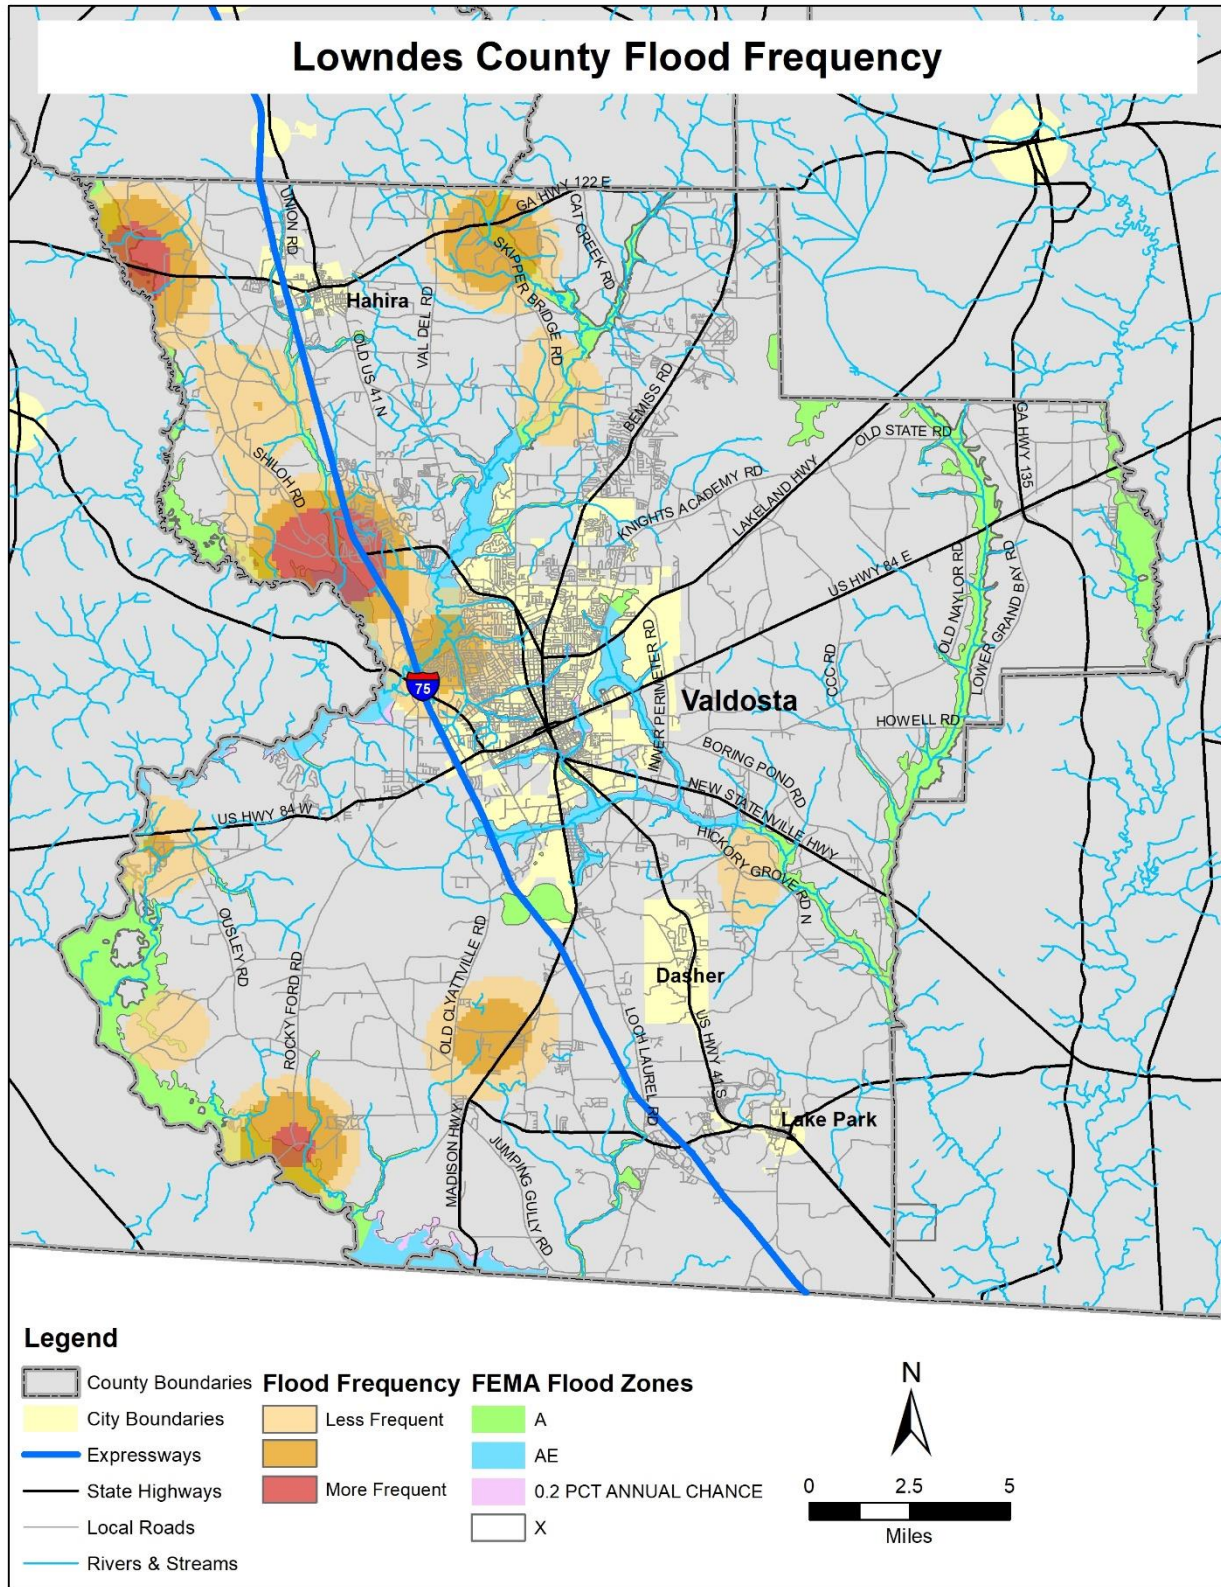 Lowndes County Flood Frequency
GA HWY 122 E
UNION RD
CAT CREEK RD
SKIPPER BRIDGE RD
Hahira
VAL DEL RD
OLD US 41 N
BEMISS RD
OLD STATE RD
GA HWY 135
SHILOH RD
KNIGHTS ACADEMY RD
LAKELAND HWY
US HWY 84 E
OLD NAYLOR RD
LOWER GRAND BAY RD
INNER PERIMETER RD
CCC RD
75
Valdosta
HOWELL RD
BORING POND RD
NEW STATENVILLE HWY
US HWY 84 W
HICKORY GROVE RD N
OUSLEY RD
ROCKY FORD RD
OLD CLYATTVILLE RD
Dasher
LOCH LAUREL RD
US HWY 41 S
Lake Park
MADISON HWY
JUMPING GULLY RD
Legend
County Boundaries
City Boundaries
Expressways
State Highways
Local Roads
Rivers & Streams
Flood Frequency
Less Frequent
More Frequent
FEMA Flood Zones
A
AE
0.2 PCT ANNUAL CHANCE
X
N
0 2.5 5
Miles